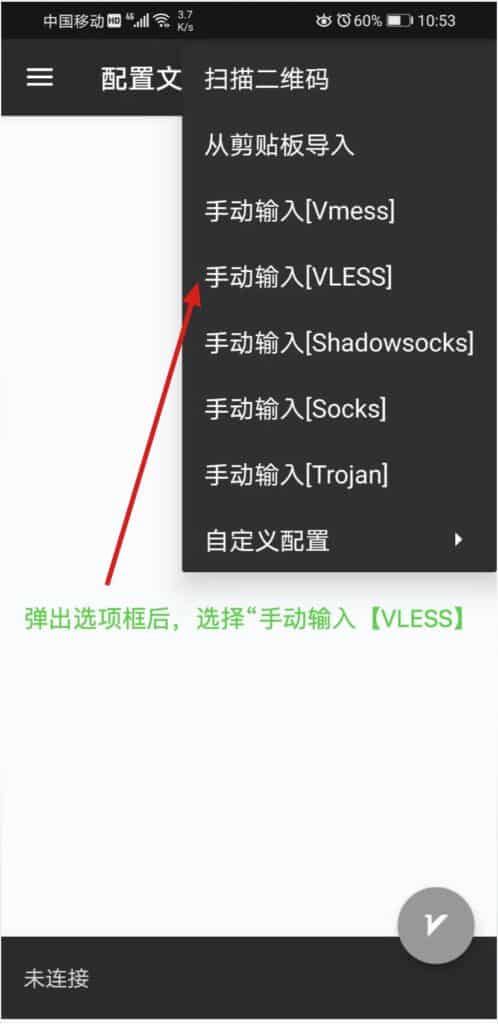 中国移动 HD 4G 3.7 K/s 60% 10:53
配置文
扫描二维码
从剪贴板导入
手动输入[Vmess]
手动输入[VLESS]
手动输入[Shadowsocks]
手动输入[Socks]
手动输入[Trojan]
自定义配置
弹出选项框后，选择“手动输入【VLESS】
未连接